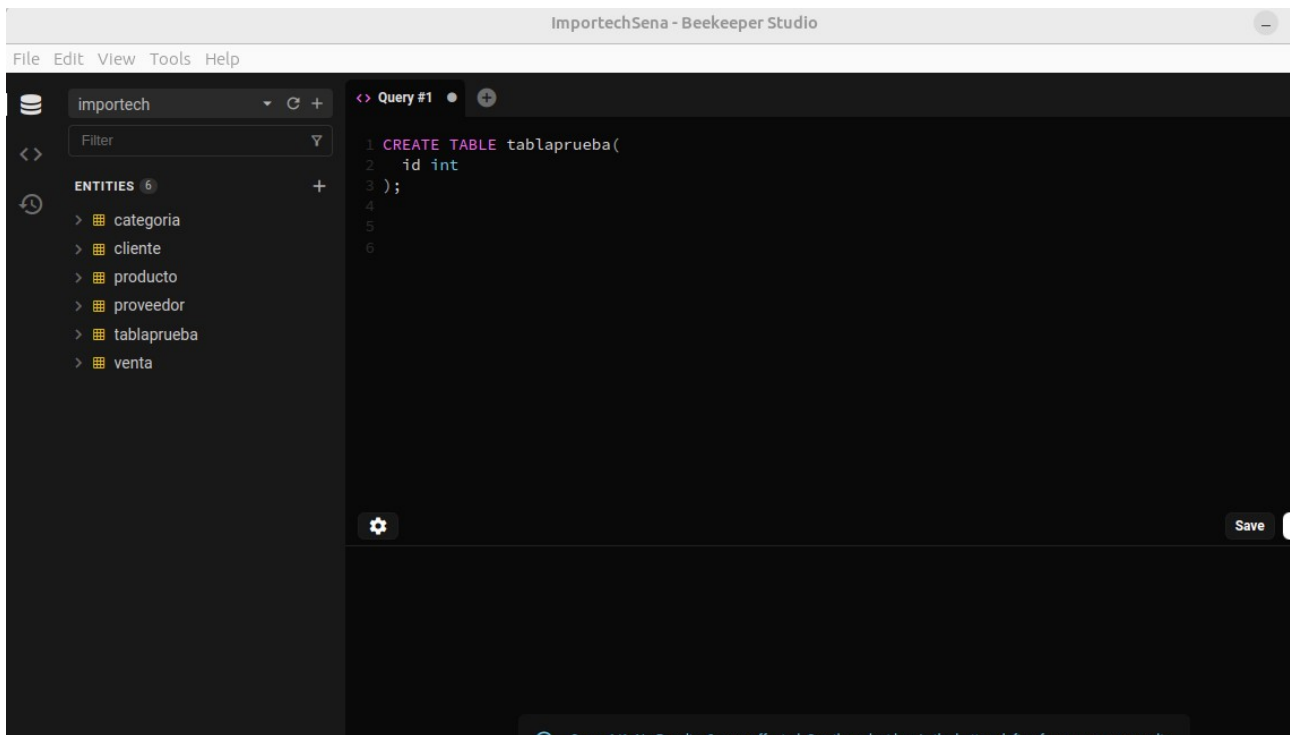 ImportechSena - Beekeeper Studio
File Edit View Tools Help
importech
Filter
ENTITIES 6
categoria
cliente
producto
proveedor
tablaprueba
venta
Query #1
1 CREATE TABLE tablaprueba(
2 id int
3 );
4
5
6
Save